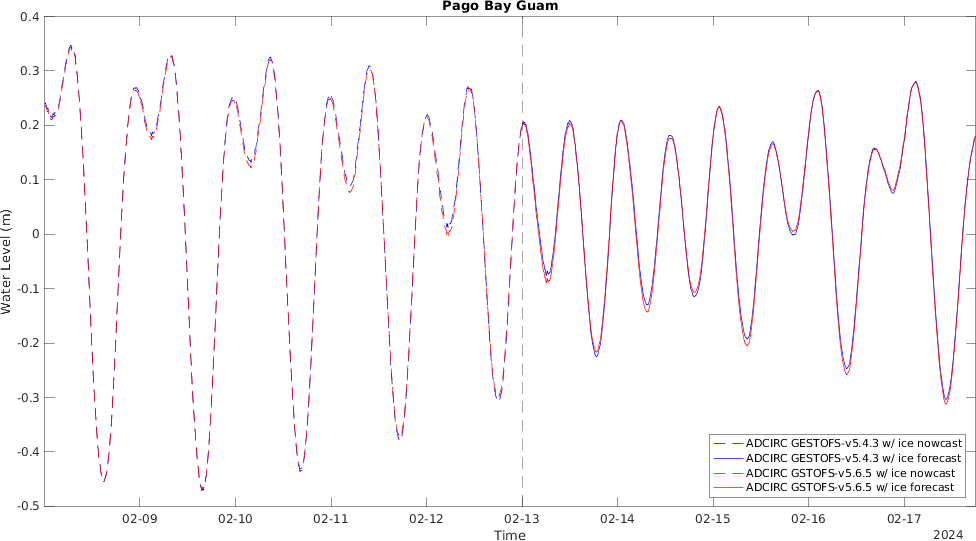 Pago Bay Guam
0.4
0.3
0.2
0.1
0
-0.1
-0.2
-0.3
-0.4
-0.5
Water Level (m)
ADCIRC GESTOFS-v5.4.3 w/ ice nowcast
ADCIRC GESTOFS-v5.4.3 w/ ice forecast
ADCIRC GSTOFS-v5.6.5 w/ ice nowcast
ADCIRC GSTOFS-v5.6.5 w/ ice forecast
02-09 02-10 02-11 02-12 02-13 02-14 02-15 02-16 02-17
Time
2024